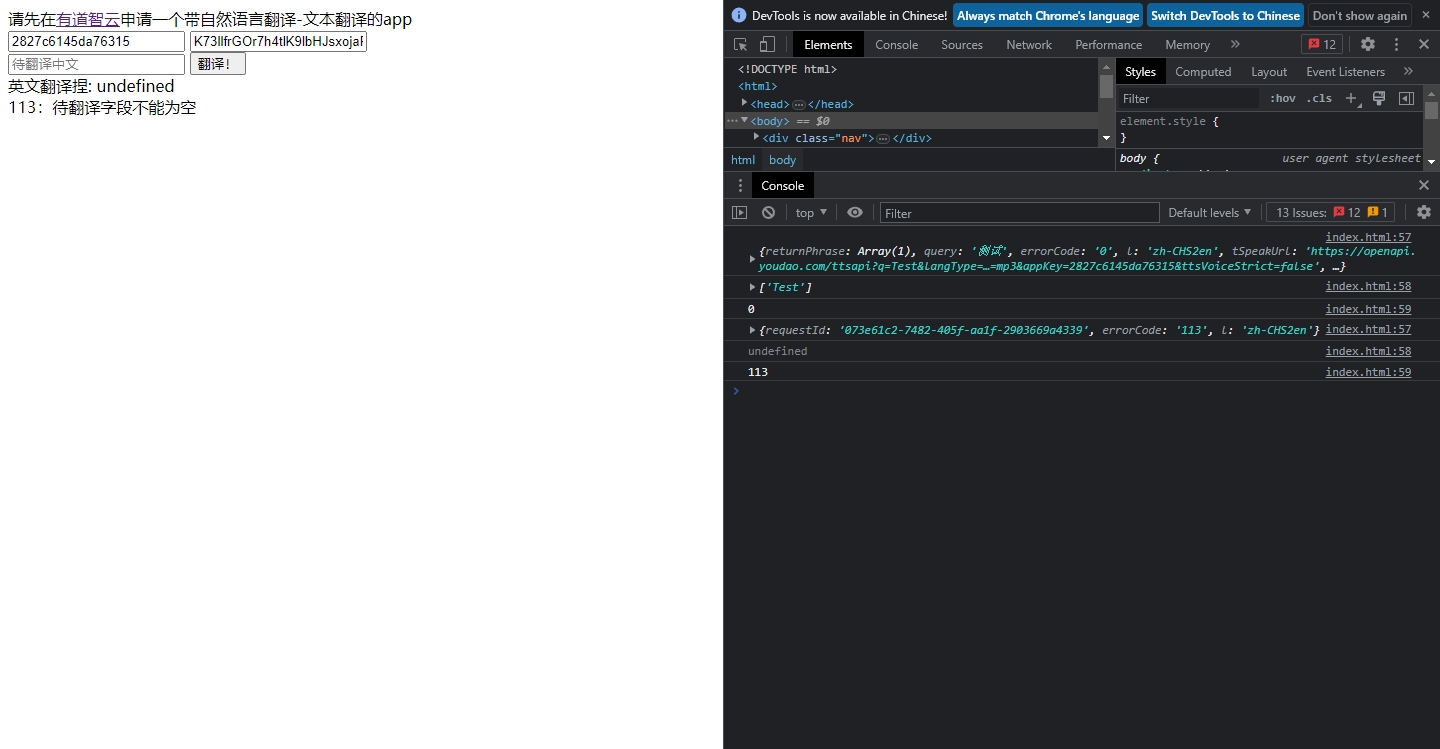 请先在有道智云申请一个带自然语言翻译-文本翻译的app
2827c6145da76315 K73llfrGOr7h4tlK9lbHJsxojal
待翻译中文 翻译！
英文翻译捏: undefined
113：待翻译字段不能为空
DevTools is now available in Chinese! Always match Chrome's language Switch DevTools to Chinese Don't show again
Elements Console Sources Network Performance Memory 12
<!DOCTYPE html>
<html>
<head>…</head>
<body> == $0
<div class="nav">…</div>
html body
Styles Computed Layout Event Listeners
Filter :hov .cls
element.style {
}
body { user agent stylesheet
Console
top Filter Default levels 13 Issues: 12 1
index.html:57
{returnPhrase: Array(1), query: '测试', errorCode: '0', l: 'zh-CHS2en', tSpeakUrl: 'https://openapi.
youdao.com/ttsapi?q=Test&langType=…=mp3&appKey=2827c6145da76315&ttsVoiceStrict=false', …}
['Test'] index.html:58
0 index.html:59
{requestId: '073e61c2-7482-405f-aa1f-2903669a4339', errorCode: '113', l: 'zh-CHS2en'} index.html:57
undefined index.html:58
113 index.html:59